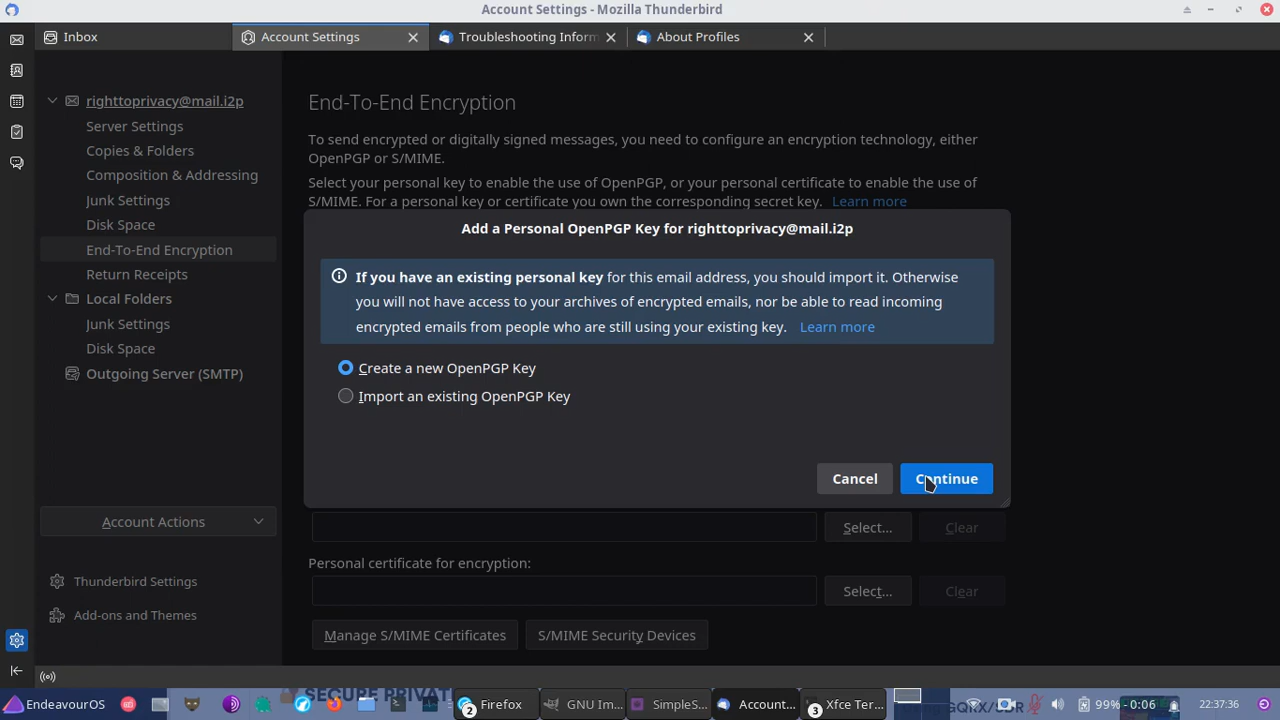 Account Settings - Mozilla Thunderbird
Inbox
Account Settings
Troubleshooting Inform
About Profiles
righttoprivacy@mail.i2p
Server Settings
Copies & Folders
Composition & Addressing
Junk Settings
Disk Space
End-To-End Encryption
Return Receipts
Local Folders
Junk Settings
Disk Space
Outgoing Server (SMTP)
Account Actions
Thunderbird Settings
Add-ons and Themes
End-To-End Encryption
To send encrypted or digitally signed messages, you need to configure an encryption technology, either
OpenPGP or S/MIME.
Select your personal key to enable the use of OpenPGP, or your personal certificate to enable the use of
S/MIME. For a personal key or certificate you own the corresponding secret key. Learn more
Add a Personal OpenPGP Key for righttoprivacy@mail.i2p
If you have an existing personal key for this email address, you should import it. Otherwise
you will not have access to your archives of encrypted emails, nor be able to read incoming
encrypted emails from people who are still using your existing key. Learn more
Create a new OpenPGP Key
Import an existing OpenPGP Key
Cancel
Continue
Select...
Clear
Personal certificate for encryption:
Select...
Clear
Manage S/MIME Certificates
S/MIME Security Devices
EndeavourOS
SECURE PRIVAT
2
Firefox
GNU Im...
SimpleS...
Account...
3
Xfce Ter...
99%
-0:06
QRX/SDR
22:37:36